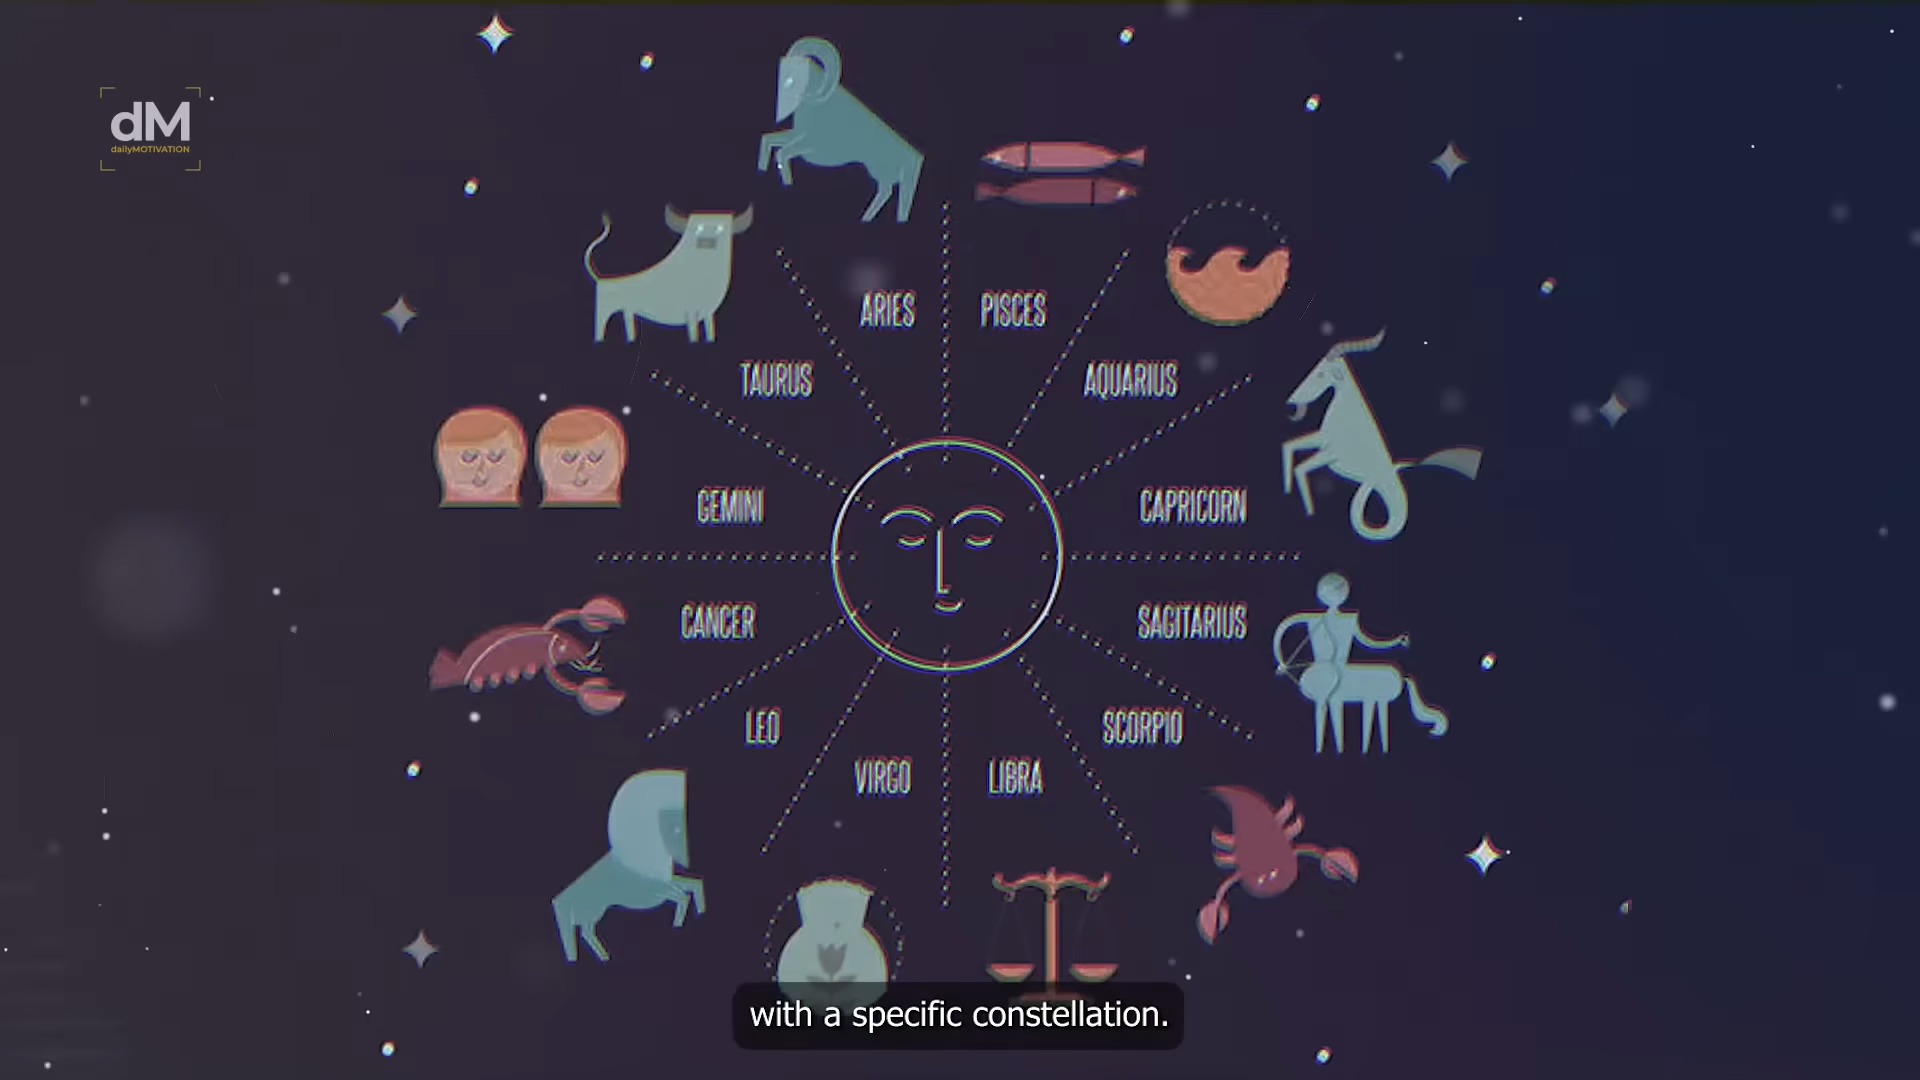 dM
dailyMOTIVATION
ARIES
PISCES
TAURUS
AQUARIUS
GEMINI
CAPRICORN
CANCER
SAGITARIUS
LEO
SCORPIO
VIRGO
LIBRA
with a specific constellation.